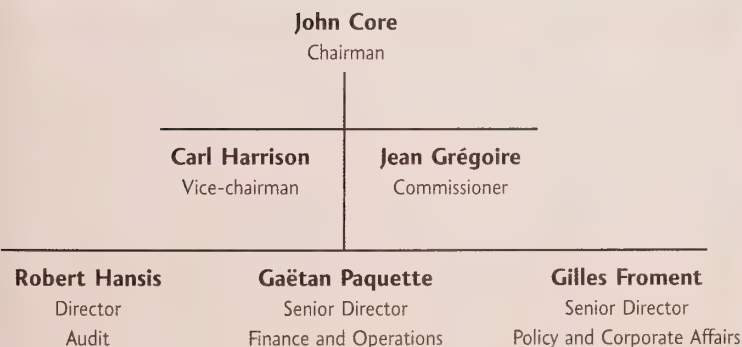 John Core
Chairman
Carl Harrison
Vice-chairman
Jean Grégoire
Commissioner
Robert Hansis
Director
Audit
Gaëtan Paquette
Senior Director
Finance and Operations
Gilles Froment
Senior Director
Policy and Corporate Affairs